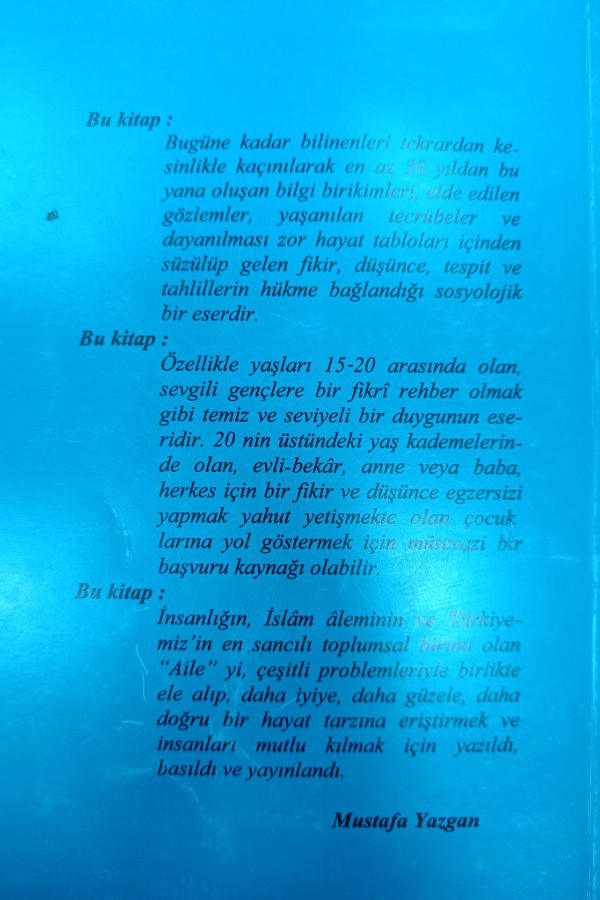 Bu kitap :
Bugüne kadar bilinenleri tekrardan ke-
sinlikle kaçınılarak en az 30 yıldan bu
yana oluşan bilgi birikimleri, elde edilen
gözlemler, yaşanılan tecrübeler ve
dayanılması zor hayat tabloları içinden
süzülüp gelen fikir, düşünce, tespit ve
tahlillerin hükme bağlandığı sosyolojik
bir eserdir.
Bu kitap :
Özellikle yaşları 15-20 arasında olan,
sevgili gençlere bir fikrî rehber olmak
gibi temiz ve seviyeli bir duygunun ese-
ridir. 20 nin üstündeki yaş kademelerin-
de olan, evli-bekâr, anne veya baba,
herkes için bir fikir ve düşünce egzersizi
yapmak yahut yetişmekte olan çocuk
larına yol göstermek için mütevazi bir
başvuru kaynağı olabilir.
Bu kitap :
İnsanlığın, İslâm âleminin ve Türkiye-
miz'in en sancılı toplumsal birimi olan
"Aile" yi, çeşitli problemleriyle birlikte
ele alıp, daha iyiye, daha güzele, daha
doğru bir hayat tarzına eriştirmek ve
insanları mutlu kılmak için yazıldı,
basıldı ve yayınlandı.
Mustafa Yazgan